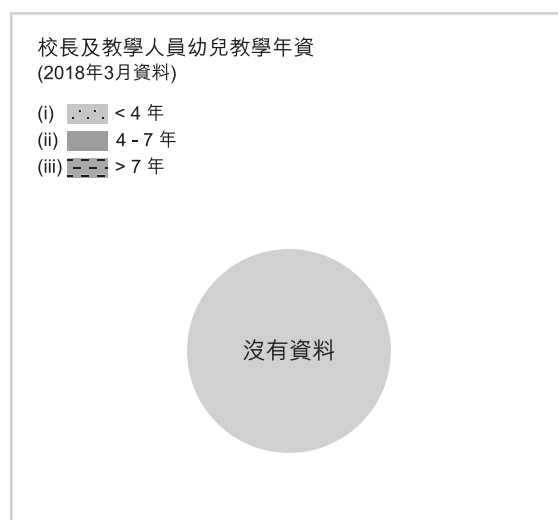 校長及教學人員幼兒教學年資
(2018年3月資料)
(i) < 4 年
(ii) 4 - 7 年
(iii) > 7 年
沒有資料